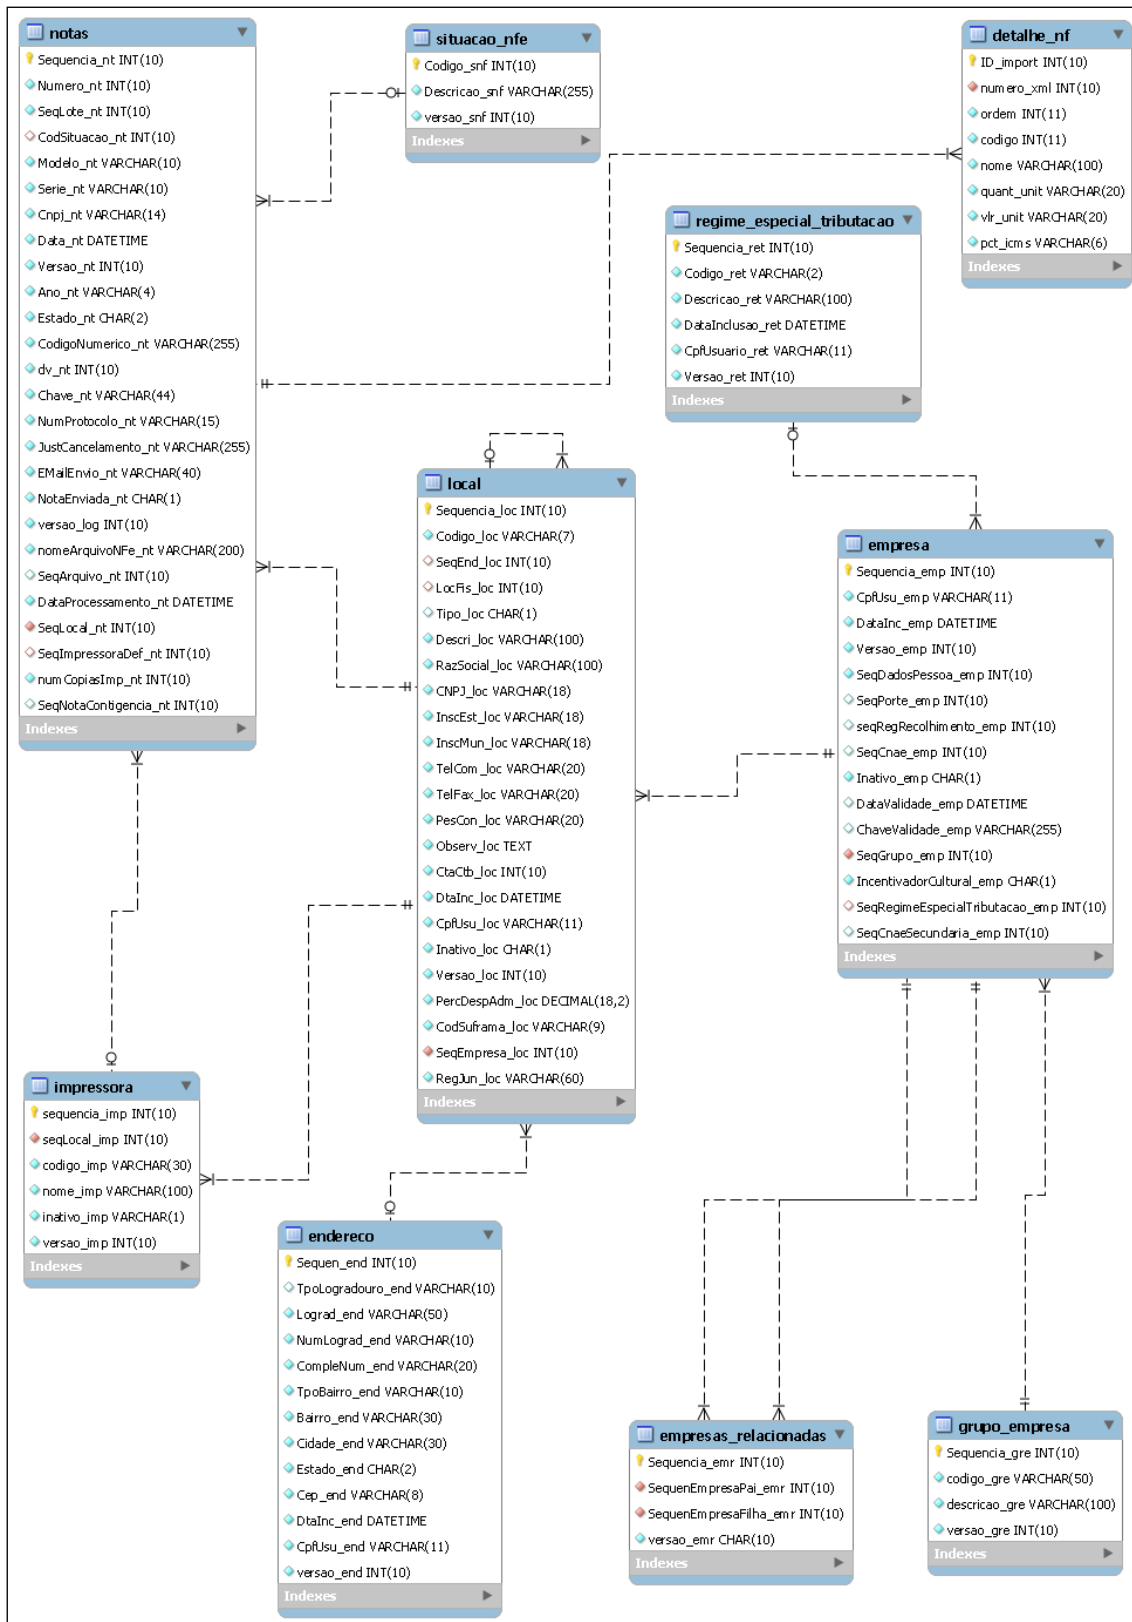 notas
Sequencia_nt INT(10)
Numero_nt INT(10)
SeqLote_nt INT(10)
CodSituacao_nt INT(10)
Modelo_nt VARCHAR(10)
Serie_nt VARCHAR(10)
Cnpj_nt VARCHAR(14)
Data_nt DATETIME
Versao_nt INT(10)
Ano_nt VARCHAR(4)
Estado_nt CHAR(2)
CodigoNumerico_nt VARCHAR(255)
dv_nt INT(10)
Chave_nt VARCHAR(44)
NumProtocolo_nt VARCHAR(15)
JustCancelamento_nt VARCHAR(255)
EMailEnvio_nt VARCHAR(40)
NotaEnviada_nt CHAR(1)
versao_log INT(10)
nomeArquivoNFe_nt VARCHAR(200)
SeqArquivo_nt INT(10)
DataProcessamento_nt DATETIME
SeqLocal_nt INT(10)
SeqImpressoraDef_nt INT(10)
numCopiasImp_nt INT(10)
SeqNotaContigencia_nt INT(10)
Indexes
situacao_nfe
Codigo_snf INT(10)
Descricao_snf VARCHAR(255)
versao_snf INT(10)
Indexes
detalhe_nf
ID_import INT(10)
numero_xml INT(10)
ordem INT(11)
codigo INT(11)
nome VARCHAR(100)
quant_unit VARCHAR(20)
vlr_unit VARCHAR(20)
pct_icms VARCHAR(6)
Indexes
regime_especial_tributacao
Sequencia_ret INT(10)
Codigo_ret VARCHAR(2)
Descricao_ret VARCHAR(100)
DataInclusao_ret DATETIME
CpfUsuario_ret VARCHAR(11)
Versao_ret INT(10)
Indexes
local
Sequencia_loc INT(10)
Codigo_loc VARCHAR(7)
SeqEnd_loc INT(10)
LocFis_loc INT(10)
Tipo_loc CHAR(1)
Descri_loc VARCHAR(100)
RazSocial_loc VARCHAR(100)
CNPJ_loc VARCHAR(18)
InscEst_loc VARCHAR(18)
InscMun_loc VARCHAR(18)
TelCom_loc VARCHAR(20)
TelFax_loc VARCHAR(20)
PesCon_loc VARCHAR(20)
Observ_loc TEXT
CtaCtb_loc INT(10)
DtaInc_loc DATETIME
CpfUsu_loc VARCHAR(11)
Inativo_loc CHAR(1)
Versao_loc INT(10)
PercDespAdm_loc DECIMAL(18,2)
CodSuframa_loc VARCHAR(9)
SeqEmpresa_loc INT(10)
RegJun_loc VARCHAR(60)
Indexes
empresa
Sequencia_emp INT(10)
CpfUsu_emp VARCHAR(11)
DataInc_emp DATETIME
Versao_emp INT(10)
SeqDadosPessoa_emp INT(10)
SeqPorte_emp INT(10)
seqRegRecolhimento_emp INT(10)
SeqCnae_emp INT(10)
Inativo_emp CHAR(1)
DataValidade_emp DATETIME
ChaveValidade_emp VARCHAR(255)
SeqGrupo_emp INT(10)
IncentivadorCultural_emp CHAR(1)
SeqRegimeEspecialTributacao_emp INT(10)
SeqCnaeSecundaria_emp INT(10)
Indexes
impressora
sequencia_imp INT(10)
seqLocal_imp INT(10)
codigo_imp VARCHAR(30)
nome_imp VARCHAR(100)
inativo_imp VARCHAR(1)
versao_imp INT(10)
Indexes
endereco
Sequen_end INT(10)
TpoLogradouro_end VARCHAR(10)
Lograd_end VARCHAR(50)
NumLograd_end VARCHAR(10)
CompleNum_end VARCHAR(20)
TpoBairro_end VARCHAR(10)
Bairro_end VARCHAR(30)
Cidade_end VARCHAR(30)
Estado_end CHAR(2)
Cep_end VARCHAR(8)
DtaInc_end DATETIME
CpfUsu_end VARCHAR(11)
versao_end INT(10)
Indexes
empresas_relacionadas
Sequencia_emr INT(10)
SequenEmpresaPai_emr INT(10)
SequenEmpresaFilha_emr INT(10)
versao_emr CHAR(10)
Indexes
grupo_empresa
Sequencia_gre INT(10)
codigo_gre VARCHAR(50)
descricao_gre VARCHAR(100)
versao_gre INT(10)
Indexes